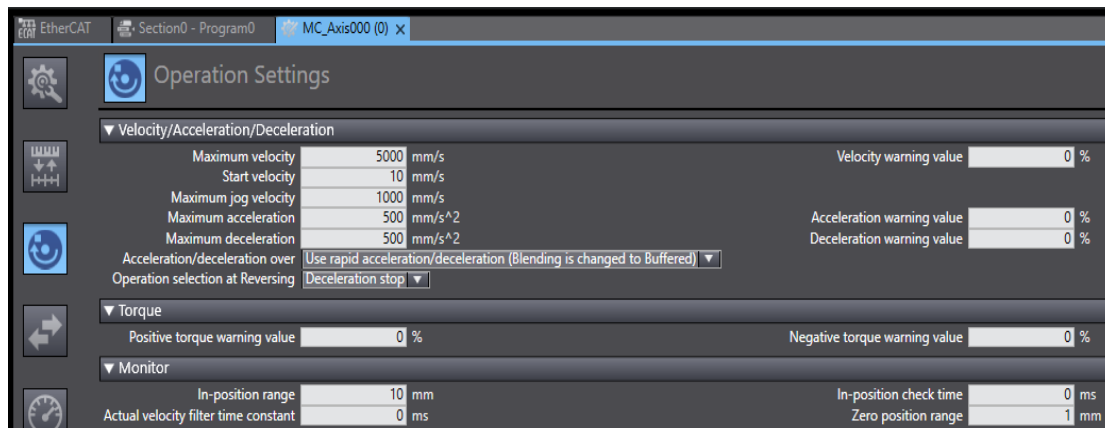 EtherCAT Section0 - Program0 MC_Axis000 (0) x
Operation Settings
▼ Velocity/Acceleration/Deceleration
Maximum velocity 5000 mm/s Velocity warning value 0 %
Start velocity 10 mm/s
Maximum jog velocity 1000 mm/s
Maximum acceleration 500 mm/s^2 Acceleration warning value 0 %
Maximum deceleration 500 mm/s^2 Deceleration warning value 0 %
Acceleration/deceleration over Use rapid acceleration/deceleration (Blending is changed to Buffered) ▼
Operation selection at Reversing Deceleration stop ▼
▼ Torque
Positive torque warning value 0 % Negative torque warning value 0 %
▼ Monitor
In-position range 10 mm In-position check time 0 ms
Actual velocity filter time constant 0 ms Zero position range 1 mm